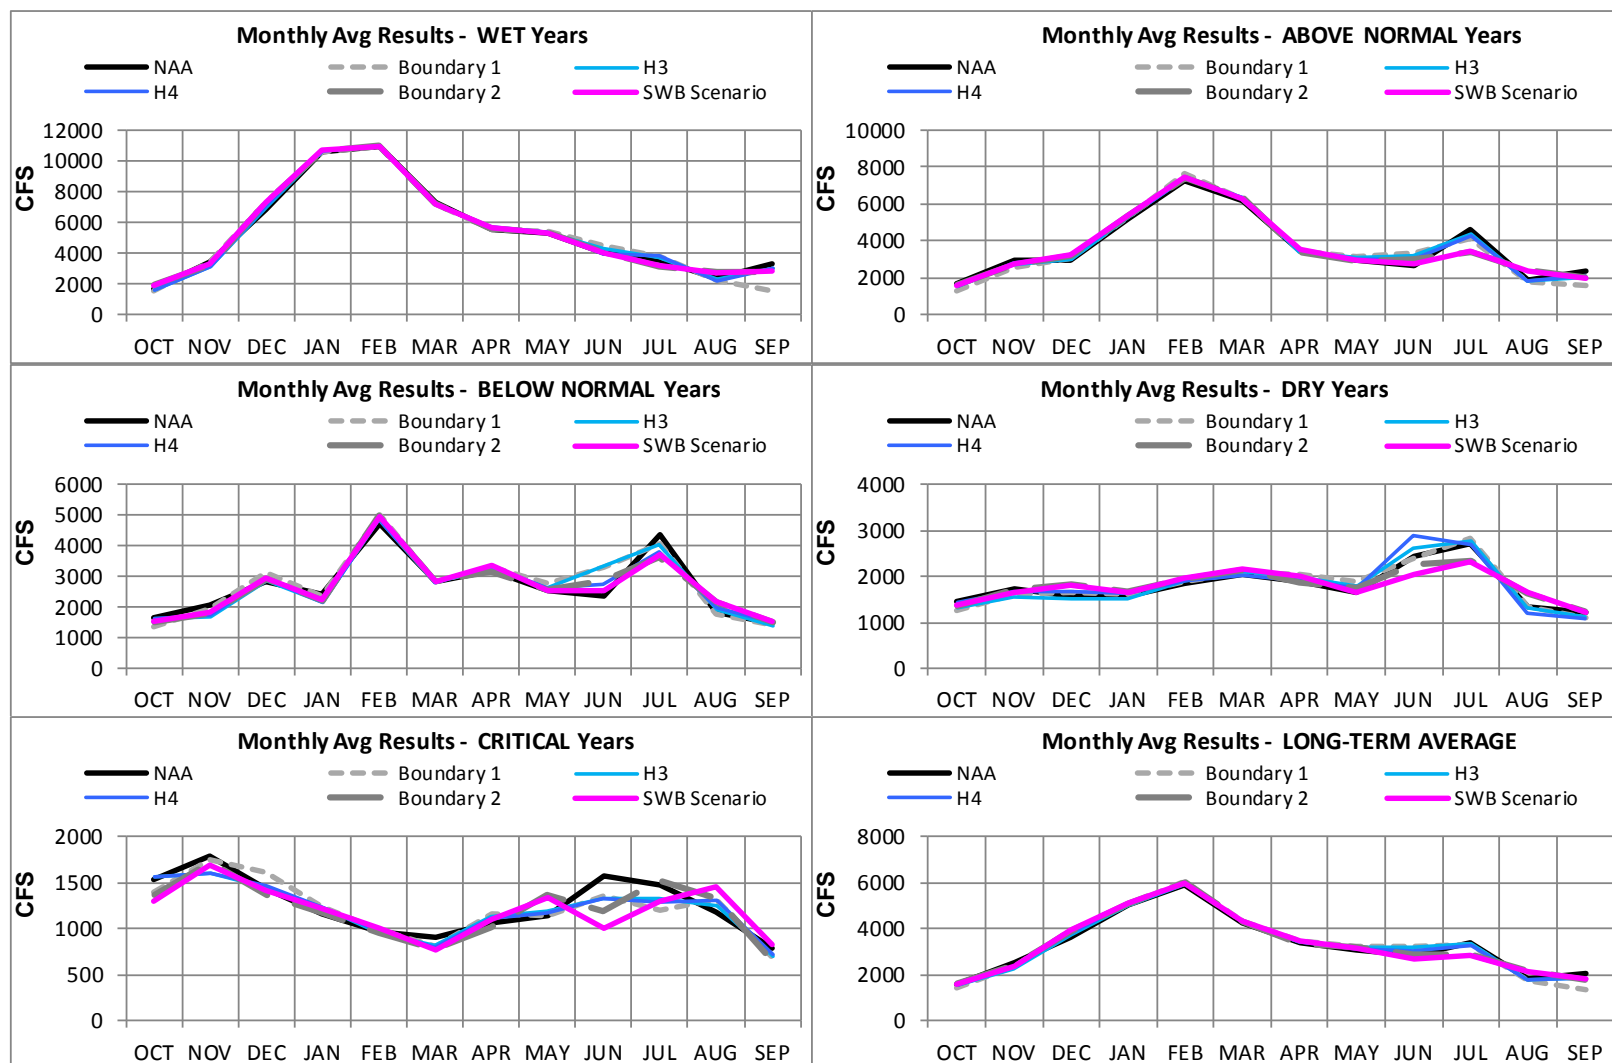 Monthly Avg Results - WET Years
NAA Boundary 1 H3
H4 Boundary 2 SWB Scenario
CFS
12000
10000
8000
6000
4000
2000
0
OCT NOV DEC JAN FEB MAR APR MAY JUN JUL AUG SEP
Monthly Avg Results - ABOVE NORMAL Years
NAA Boundary 1 H3
H4 Boundary 2 SWB Scenario
CFS
10000
8000
6000
4000
2000
0
OCT NOV DEC JAN FEB MAR APR MAY JUN JUL AUG SEP
Monthly Avg Results - BELOW NORMAL Years
NAA Boundary 1 H3
H4 Boundary 2 SWB Scenario
CFS
6000
5000
4000
3000
2000
1000
0
OCT NOV DEC JAN FEB MAR APR MAY JUN JUL AUG SEP
Monthly Avg Results - DRY Years
NAA Boundary 1 H3
H4 Boundary 2 SWB Scenario
CFS
4000
3000
2000
1000
0
OCT NOV DEC JAN FEB MAR APR MAY JUN JUL AUG SEP
Monthly Avg Results - CRITICAL Years
NAA Boundary 1 H3
H4 Boundary 2 SWB Scenario
CFS
2000
1500
1000
500
0
OCT NOV DEC JAN FEB MAR APR MAY JUN JUL AUG SEP
Monthly Avg Results - LONG-TERM AVERAGE
NAA Boundary 1 H3
H4 Boundary 2 SWB Scenario
CFS
8000
6000
4000
2000
0
OCT NOV DEC JAN FEB MAR APR MAY JUN JUL AUG SEP